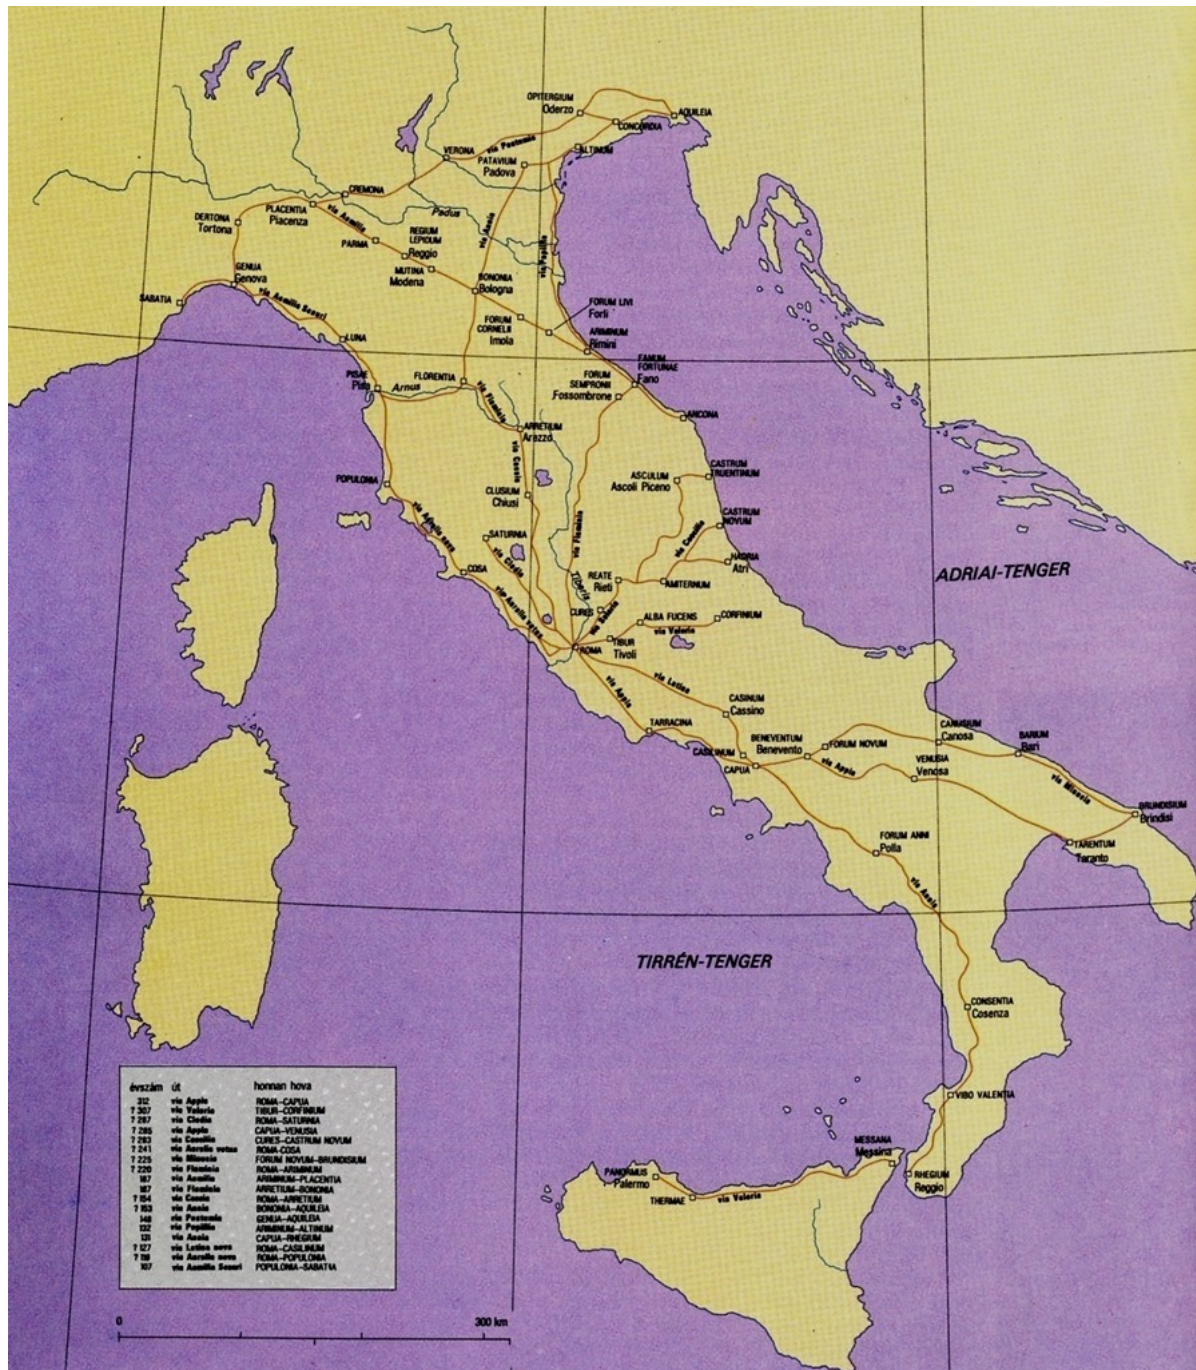 OPITERGIUM
Oderzo
AQUILEIA
CONCORDIA
via Postumia
ALTINUM
VERONA
PATAVIUM
Padova
CREMONA
PLACENTIA
Piacenza
DERTONA
Tortona
via Aemilia
Padus
via Annia
via Popillia
PARMA
REGIUM
LEPIDUM
Reggio
MUTINA
Modena
BONONIA
Bologna
GENUA
Genova
SABATIA
via Aemilia Scauri
FORUM LIVI
Forli
FORUM
CORNELII
Imola
ARIMINUM
Rimini
LUNA
FANUM
FORTUNAE
Fano
FORUM
SEMPRONII
Fossombrone
PISAE
Pisa
Arnus
FLORENTIA
via Flaminia
ANCONA
ARRETIUM
Arezzo
via Cassia
CASTRUM
TRUENTINUM
ASCULUM
Ascoli Piceno
POPULONIA
CLUSIUM
Chiusi
via Aurelia nova
CASTRUM
NOVUM
via Caecilia
SATURNIA
via Clodia
via Flaminia
HADRIA
Atri
COSA
REATE
Rieti
AMITERNUM
Tiberis
ADRIAI-TENGER
via Aurelia vetus
CURES
via Salaria
ALBA FUCENS
CORFINIUM
via Valeria
ROMA
TIBUR
Tivoli
via Latina
via Appia
CASINUM
Cassino
TARRACINA
CASILINUM
CAPUA
BENEVENTUM
Benevento
FORUM NOVUM
CANUSIUM
Canosa
BARIUM
Bari
via Appia
VENUSIA
Venosa
via Minucia
BRUNDISIUM
Brindisi
TARENTUM
Taranto
FORUM ANNI
Polla
via Annia
TIRRÉN-TENGER
CONSENTIA
Cosenza
VIBO VALENTIA
MESSANA
Messina
PANORMUS
Palermo
THERMAE
via Valeria
RHEGIUM
Reggio
évszám út honnan hova
312 via Appia ROMA–CAPUA
? 307 via Valeria TIBUR–CORFINIUM
? 287 via Clodia ROMA–SATURNIA
? 285 via Appia CAPUA–VENUSIA
? 283 via Caecilia CURES–CASTRUM NOVUM
? 241 via Aurelia vetus ROMA–COSA
? 225 via Minucia FORUM NOVUM–BRUNDISIUM
? 220 via Flaminia ROMA–ARIMINUM
187 via Aemilia ARIMINUM–PLACENTIA
187 via Flaminia ARRETIUM–BONONIA
? 154 via Cassia ROMA–ARRETIUM
? 153 via Annia BONONIA–AQUILEIA
148 via Postumia GENUA–AQUILEIA
132 via Popillia ARIMINUM–ALTINUM
131 via Annia CAPUA–RHEGIUM
? 127 via Latina nova ROMA–CASILINUM
? 119 via Aurelia nova ROMA–POPULONIA
107 via Aemilia Scauri POPULONIA–SABATIA
0 300 km